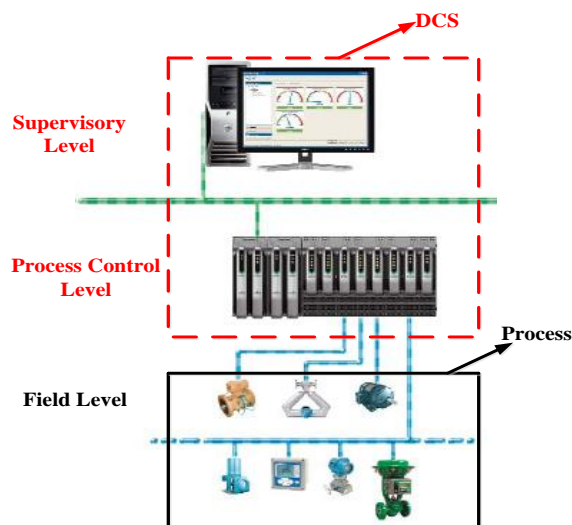 DCS
Supervisory
Level
Process Control
Level
Process
Field Level